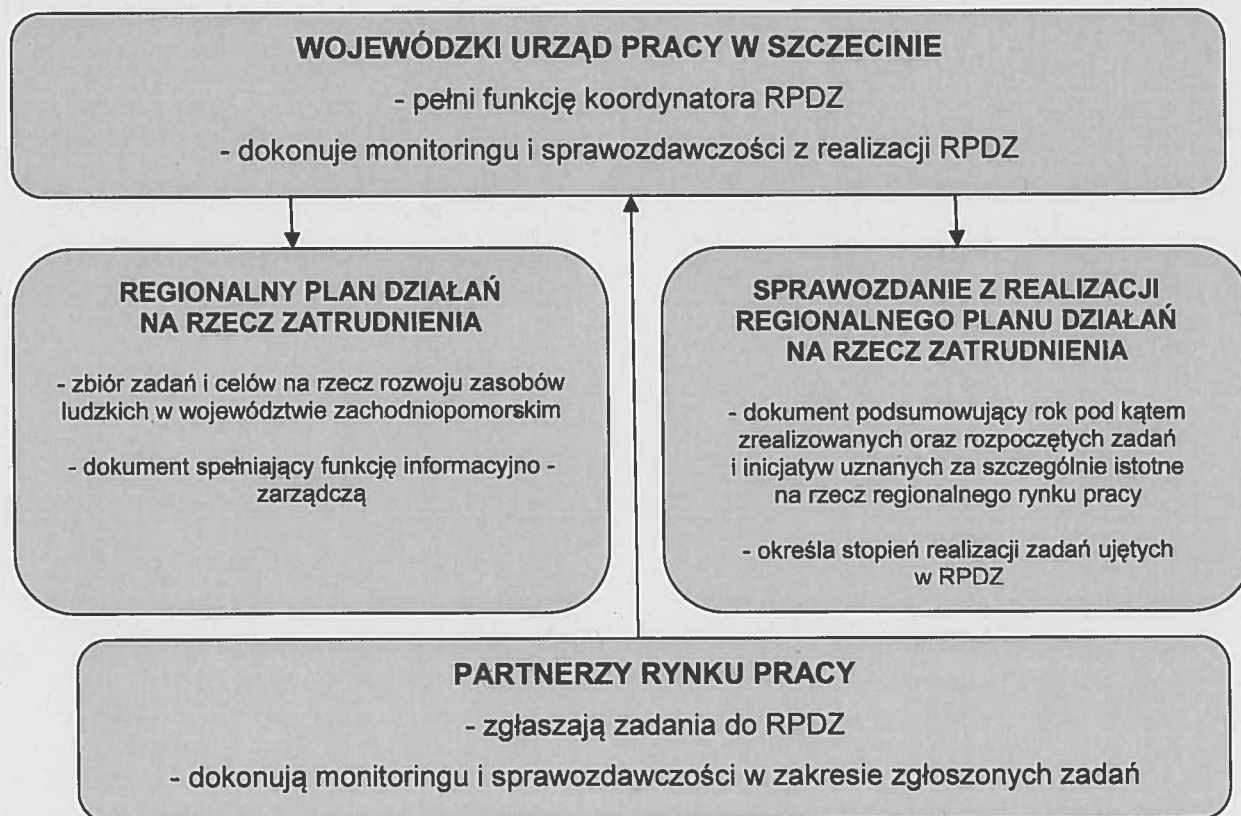 WOJEWÓDZKI URZĄD PRACY W SZCZECINIE
- pełni funkcję koordynatora RPDZ
- dokonuje monitoringu i sprawozdawczości z realizacji RPDZ
REGIONALNY PLAN DZIAŁAŃ
NA RZECZ ZATRUDNIENIA
- zbiór zadań i celów na rzecz rozwoju zasobów
ludzkich w województwie zachodniopomorskim
- dokument spełniający funkcję informacyjno -
zarządczą
SPRAWOZDANIE Z REALIZACJI
REGIONALNEGO PLANU DZIAŁAŃ
NA RZECZ ZATRUDNIENIA
- dokument podsumowujący rok pod kątem
zrealizowanych oraz rozpoczętych zadań
i inicjatyw uznanych za szczególnie istotne
na rzecz regionalnego rynku pracy
- określa stopień realizacji zadań ujętych
w RPDZ
PARTNERZY RYNKU PRACY
- zgłaszają zadania do RPDZ
- dokonują monitoringu i sprawozdawczości w zakresie zgłoszonych zadań